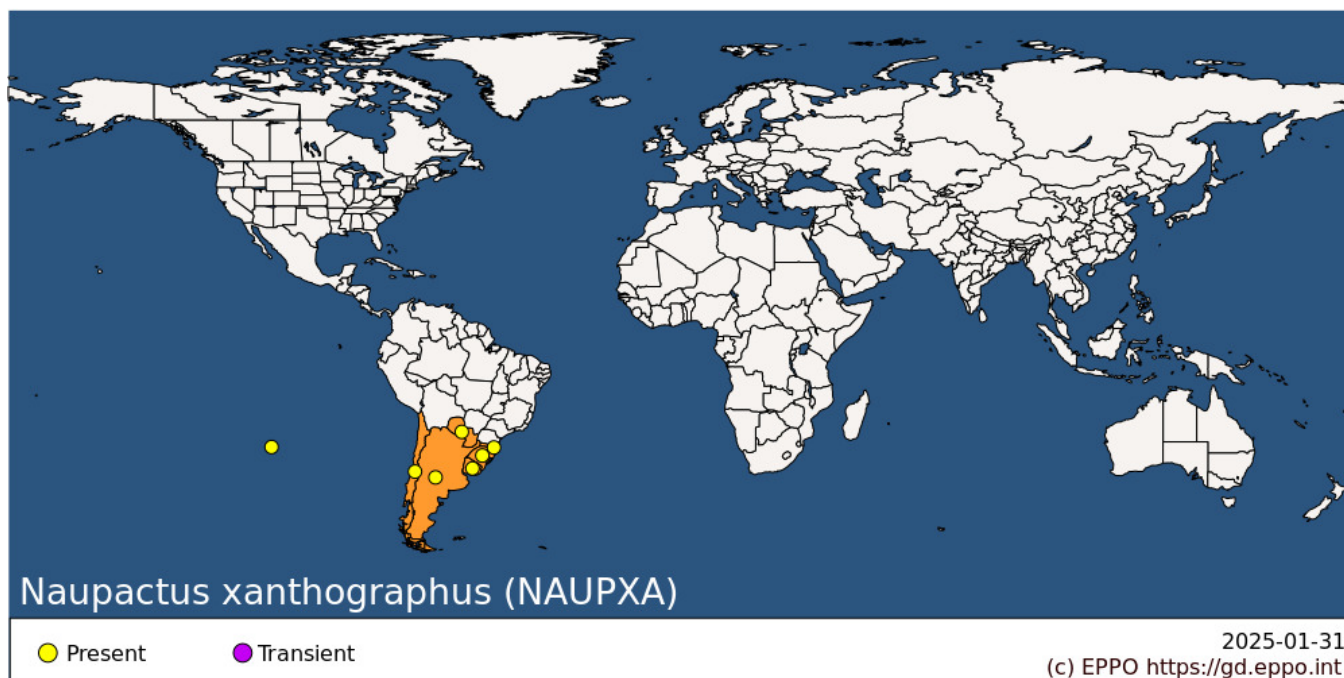 Naupactus xanthographus (NAUPXA)
Present
Transient
2025-01-31
(c) EPPO https://gd.eppo.int